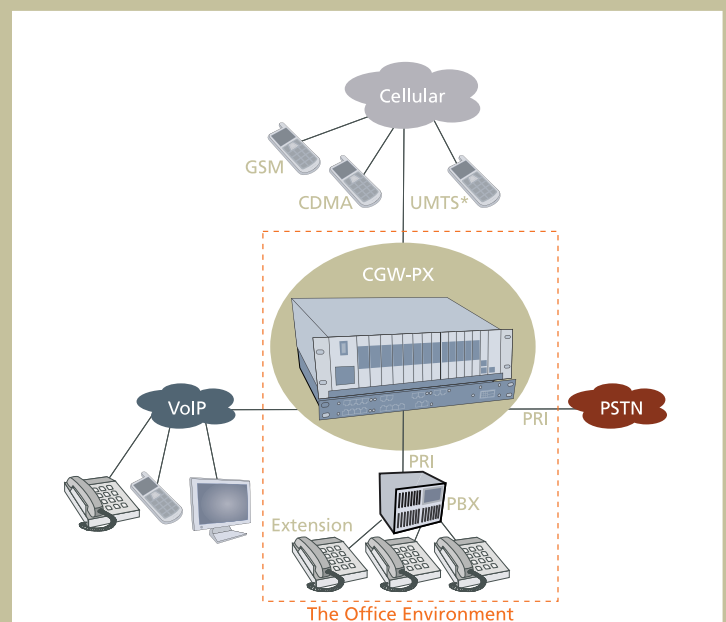 Cellular
GSM
CDMA
UMTS*
CGW-PX
VoIP
PRI
PSTN
PRI
PBX
Extension
The Office Environment